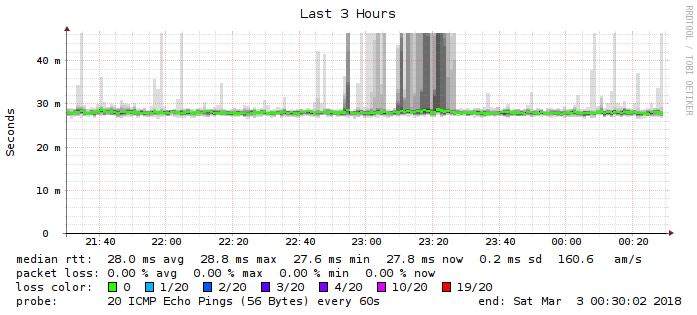 Last 3 Hours
RRDTOOL / TOBI OETIKER
Seconds
40 m
30 m
20 m
10 m
0
21:40 22:00 22:20 22:40 23:00 23:20 23:40 00:00 00:20
median rtt: 28.0 ms avg 28.8 ms max 27.6 ms min 27.8 ms now 0.2 ms sd 160.6 am/s
packet loss: 0.00 % avg 0.00 % max 0.00 % min 0.00 % now
loss color: 0 1/20 2/20 3/20 4/20 10/20 19/20
probe: 20 ICMP Echo Pings (56 Bytes) every 60s end: Sat Mar 3 00:30:02 2018